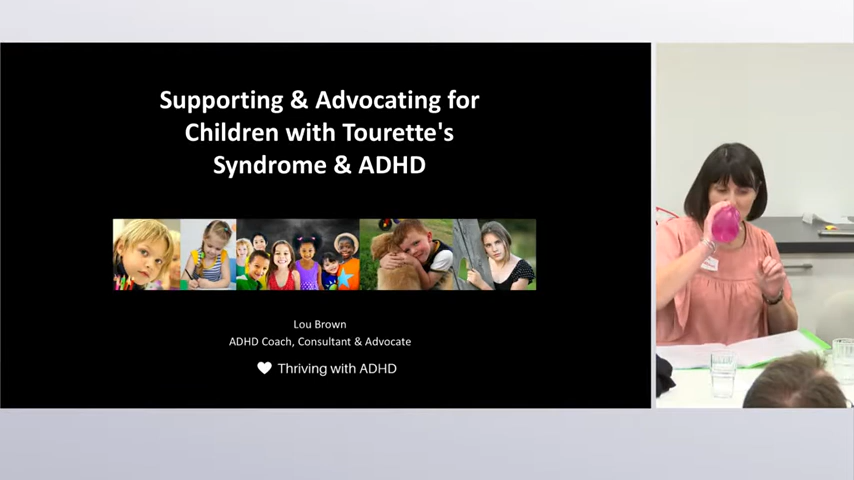 Supporting & Advocating for
Children with Tourette's
Syndrome & ADHD
Lou Brown
ADHD Coach, Consultant & Advocate
Thriving with ADHD